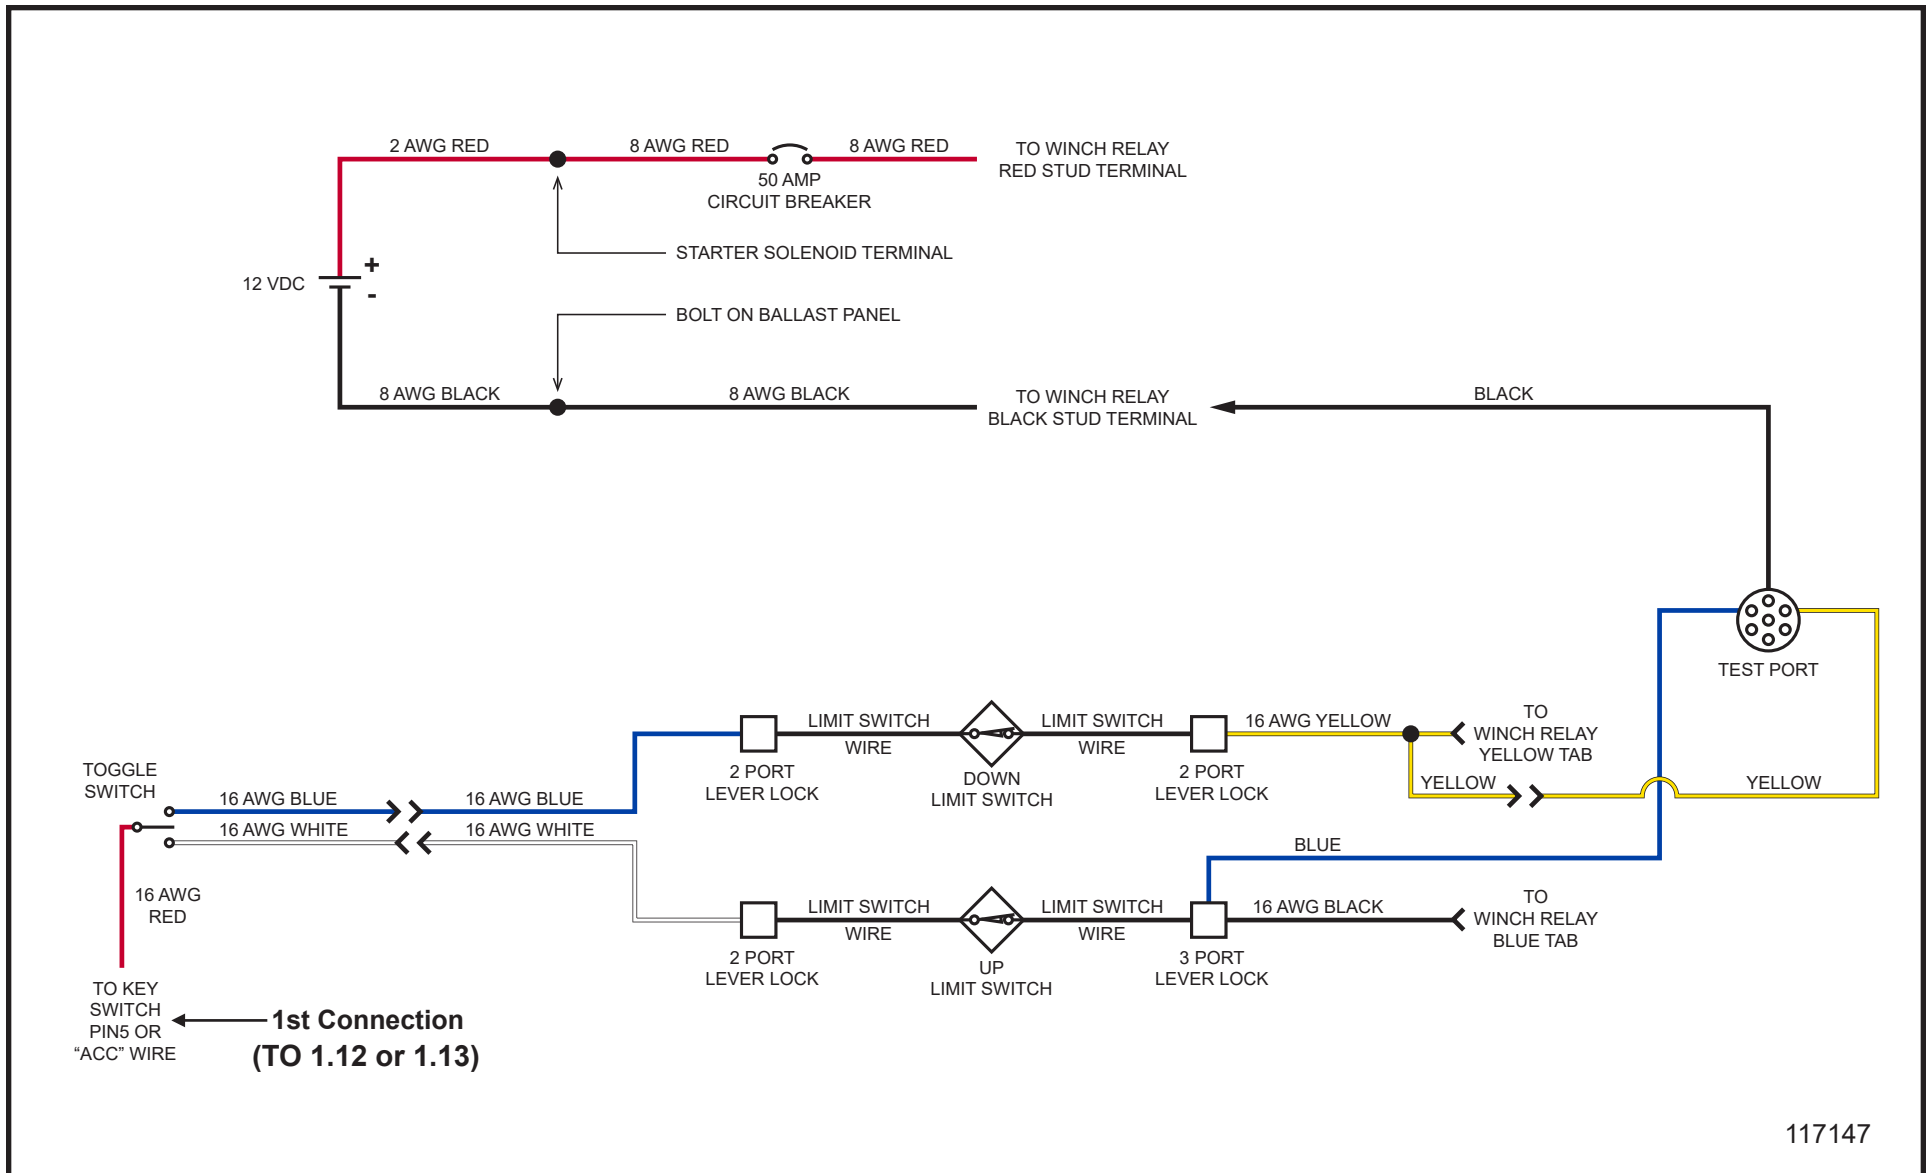 2 AWG RED
8 AWG RED
8 AWG RED
TO WINCH RELAY
RED STUD TERMINAL
50 AMP
CIRCUIT BREAKER
STARTER SOLENOID TERMINAL
+
12 VDC
-
BOLT ON BALLAST PANEL
8 AWG BLACK
8 AWG BLACK
TO WINCH RELAY
BLACK STUD TERMINAL
BLACK
TEST PORT
LIMIT SWITCH
WIRE
LIMIT SWITCH
WIRE
16 AWG YELLOW
TO
WINCH RELAY
YELLOW TAB
2 PORT
LEVER LOCK
DOWN
LIMIT SWITCH
2 PORT
LEVER LOCK
YELLOW
YELLOW
TOGGLE
SWITCH
16 AWG BLUE
16 AWG BLUE
16 AWG WHITE
16 AWG WHITE
BLUE
16 AWG
RED
LIMIT SWITCH
WIRE
LIMIT SWITCH
WIRE
16 AWG BLACK
TO
WINCH RELAY
BLUE TAB
2 PORT
LEVER LOCK
UP
LIMIT SWITCH
3 PORT
LEVER LOCK
TO KEY
SWITCH
PIN5 OR
“ACC” WIRE
1st Connection
(TO 1.12 or 1.13)
117147